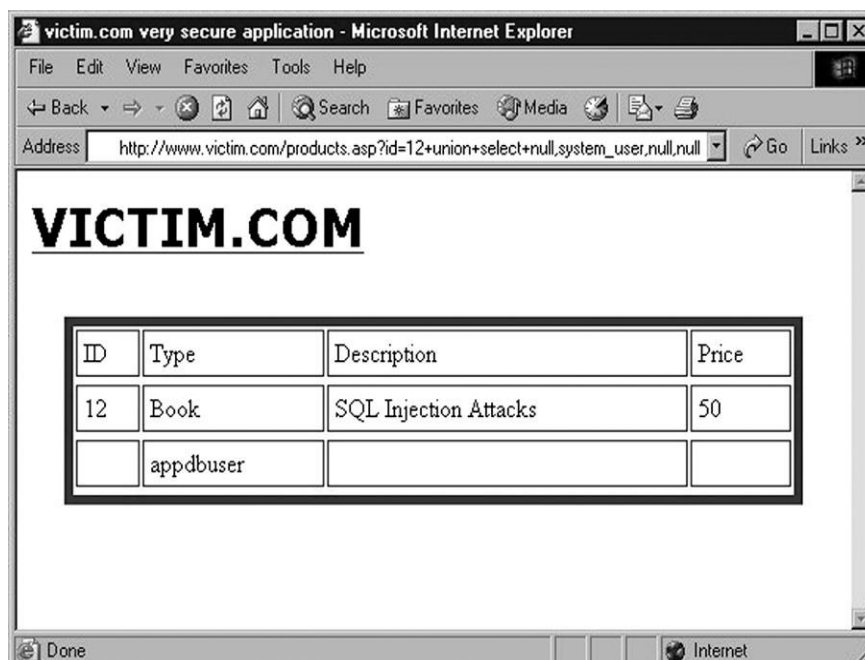 victim.com very secure application - Microsoft Internet Explorer
File Edit View Favorites Tools Help
Back Search Favorites Media
Address http://www.victim.com/products.asp?id=12+union+select+null,system_user,null,null Go Links »
VICTIM.COM
ID Type Description Price
12 Book SQL Injection Attacks 50
appdbuser
Done Internet